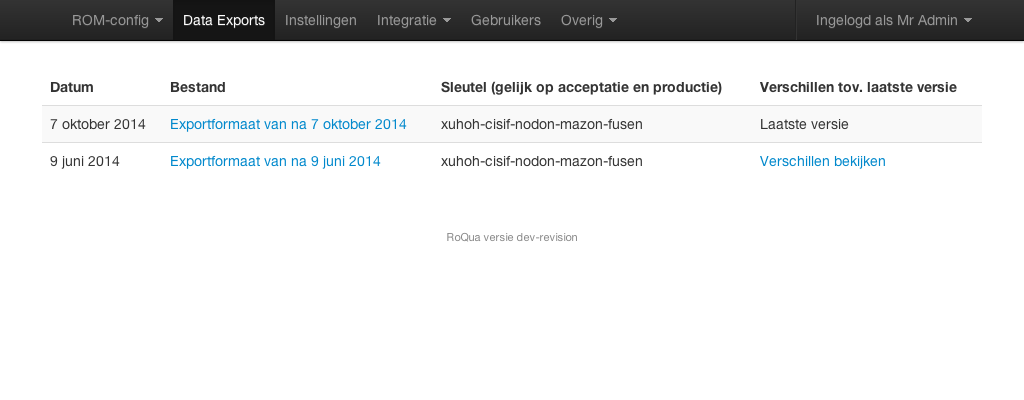 ROM-config Data Exports Instellingen Integratie Gebruikers Overig Ingelogd als Mr Admin
Datum Bestand Sleutel (gelijk op acceptatie en productie) Verschillen tov. laatste versie
7 oktober 2014 Exportformaat van na 7 oktober 2014 xuhoh-cisif-nodon-mazon-fusen Laatste versie
9 juni 2014 Exportformaat van na 9 juni 2014 xuhoh-cisif-nodon-mazon-fusen Verschillen bekijken
RoQua versie dev-revision